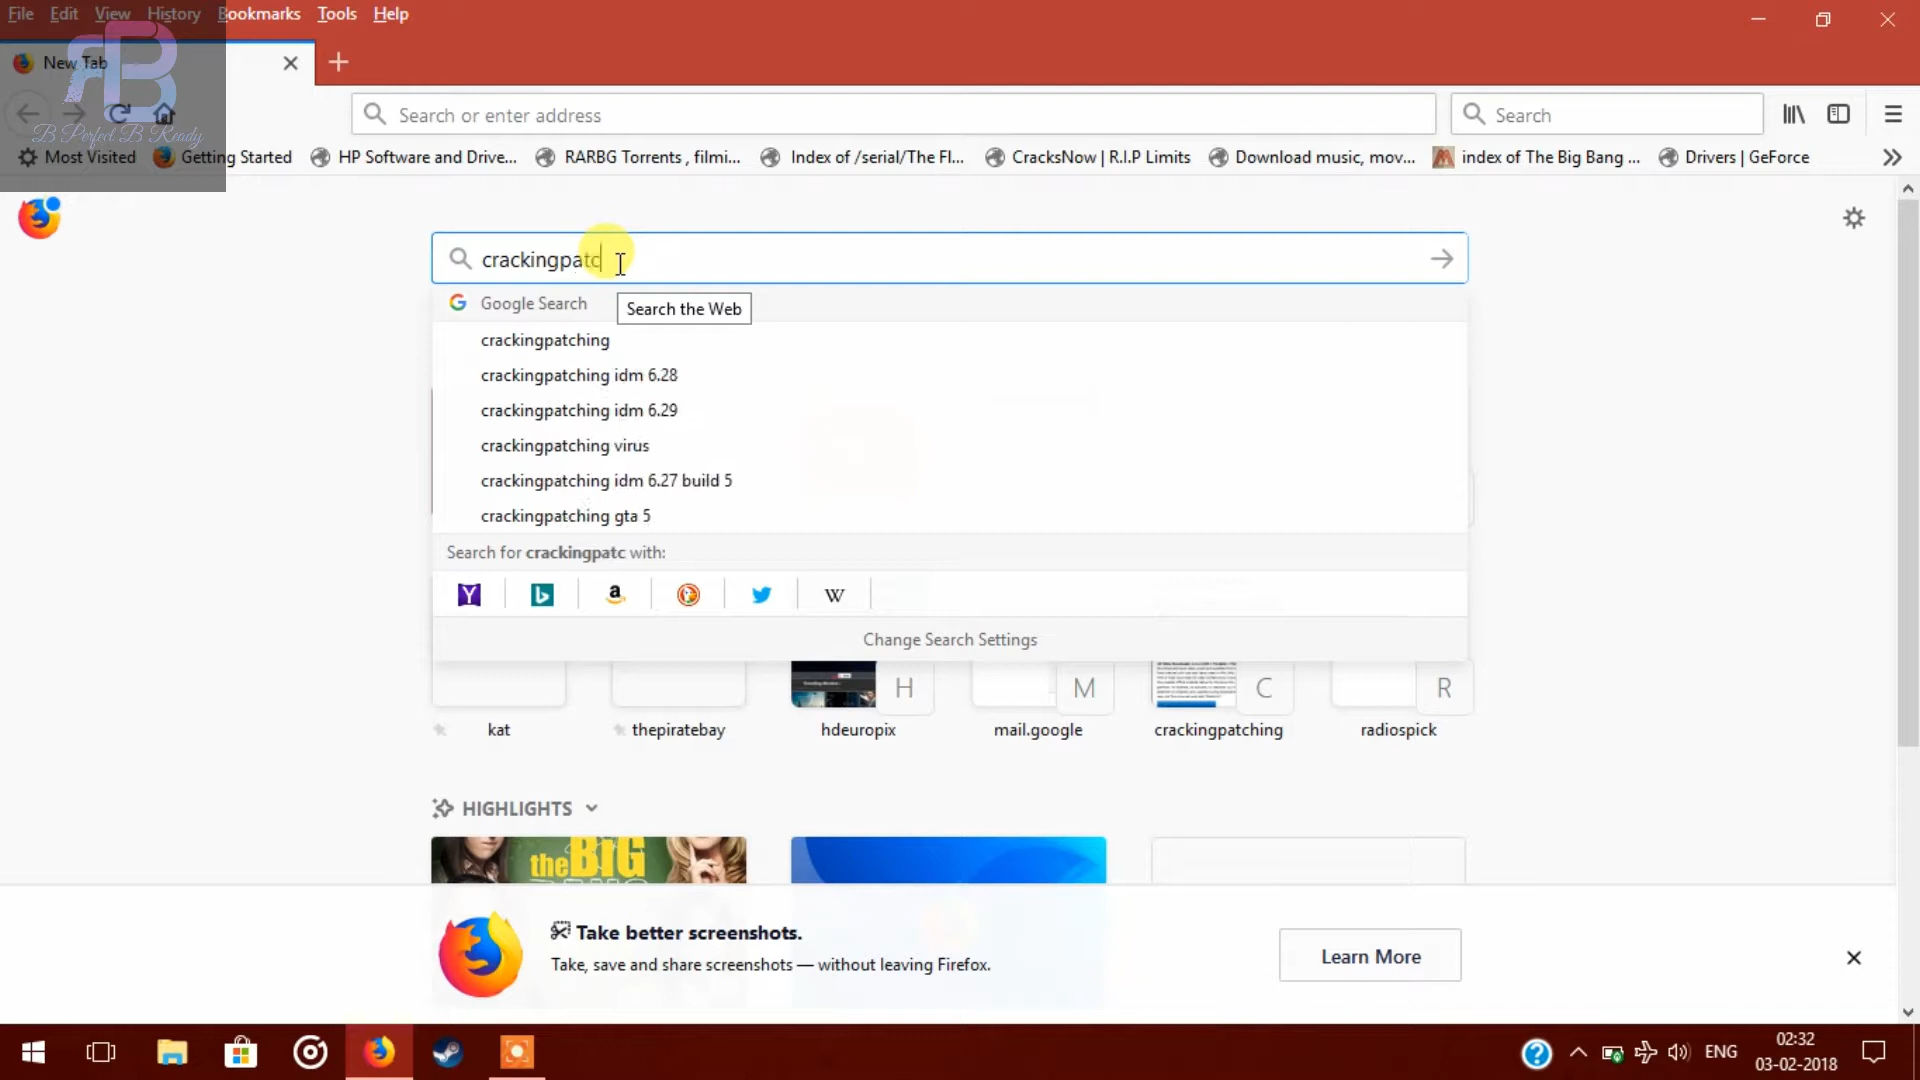 File Edit View History Bookmarks Tools Help
New Tab
B Perfect B Ready
Search or enter address
Search
Most Visited
Getting Started
HP Software and Drive...
RARBG Torrents , filmi...
Index of /serial/The Fl...
CracksNow | R.I.P Limits
Download music, mov...
index of The Big Bang ...
Drivers | GeForce
crackingpatc
Google Search
Search the Web
crackingpatching
crackingpatching idm 6.28
crackingpatching idm 6.29
crackingpatching virus
crackingpatching idm 6.27 build 5
crackingpatching gta 5
Search for crackingpatc with:
Change Search Settings
H
M
C
R
kat
thepiratebay
hdeuropix
mail.google
crackingpatching
radiospick
HIGHLIGHTS
the BIG
Take better screenshots.
Take, save and share screenshots — without leaving Firefox.
Learn More
ENG
02:32
03-02-2018